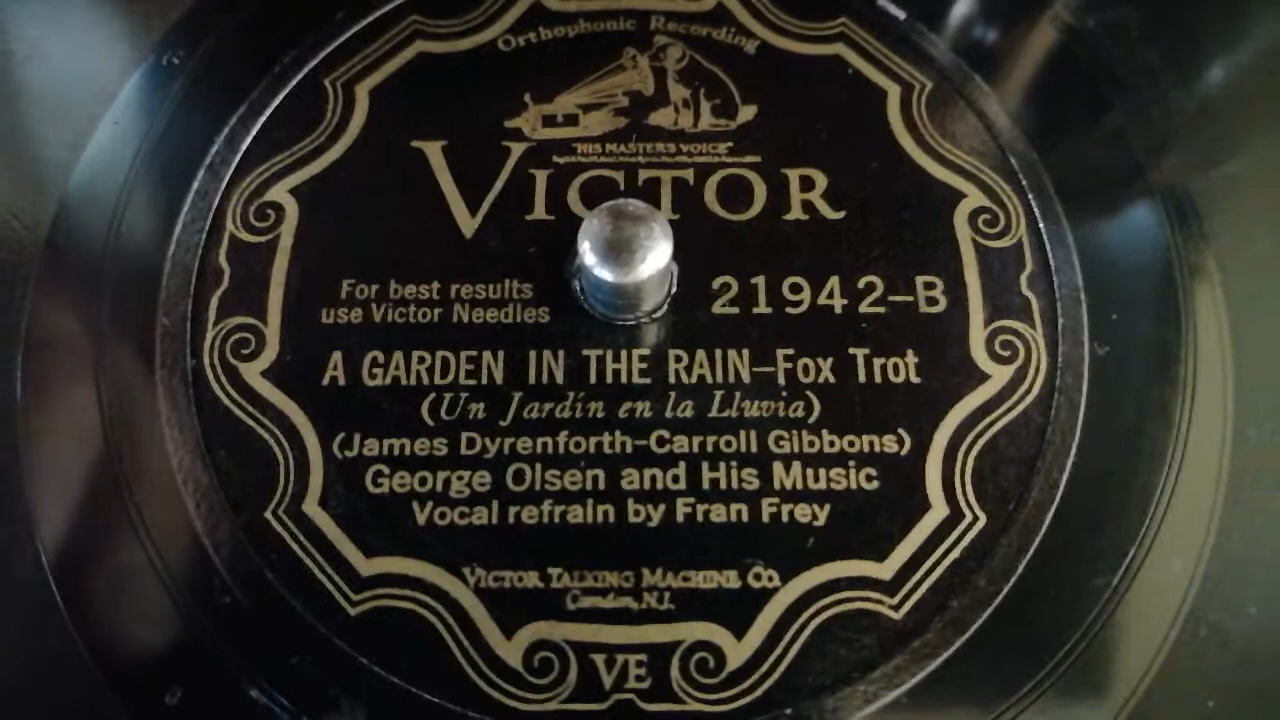 Orthophonic Recording
"HIS MASTER'S VOICE"
VICTOR
For best results
use Victor Needles
21942-B
A GARDEN IN THE RAIN—Fox Trot
(Un Jardín en la Lluvia)
(James Dyrenforth-Carroll Gibbons)
George Olsen and His Music
Vocal refrain by Fran Frey
VICTOR TALKING MACHINE CO.
Camden, N.J.
VE